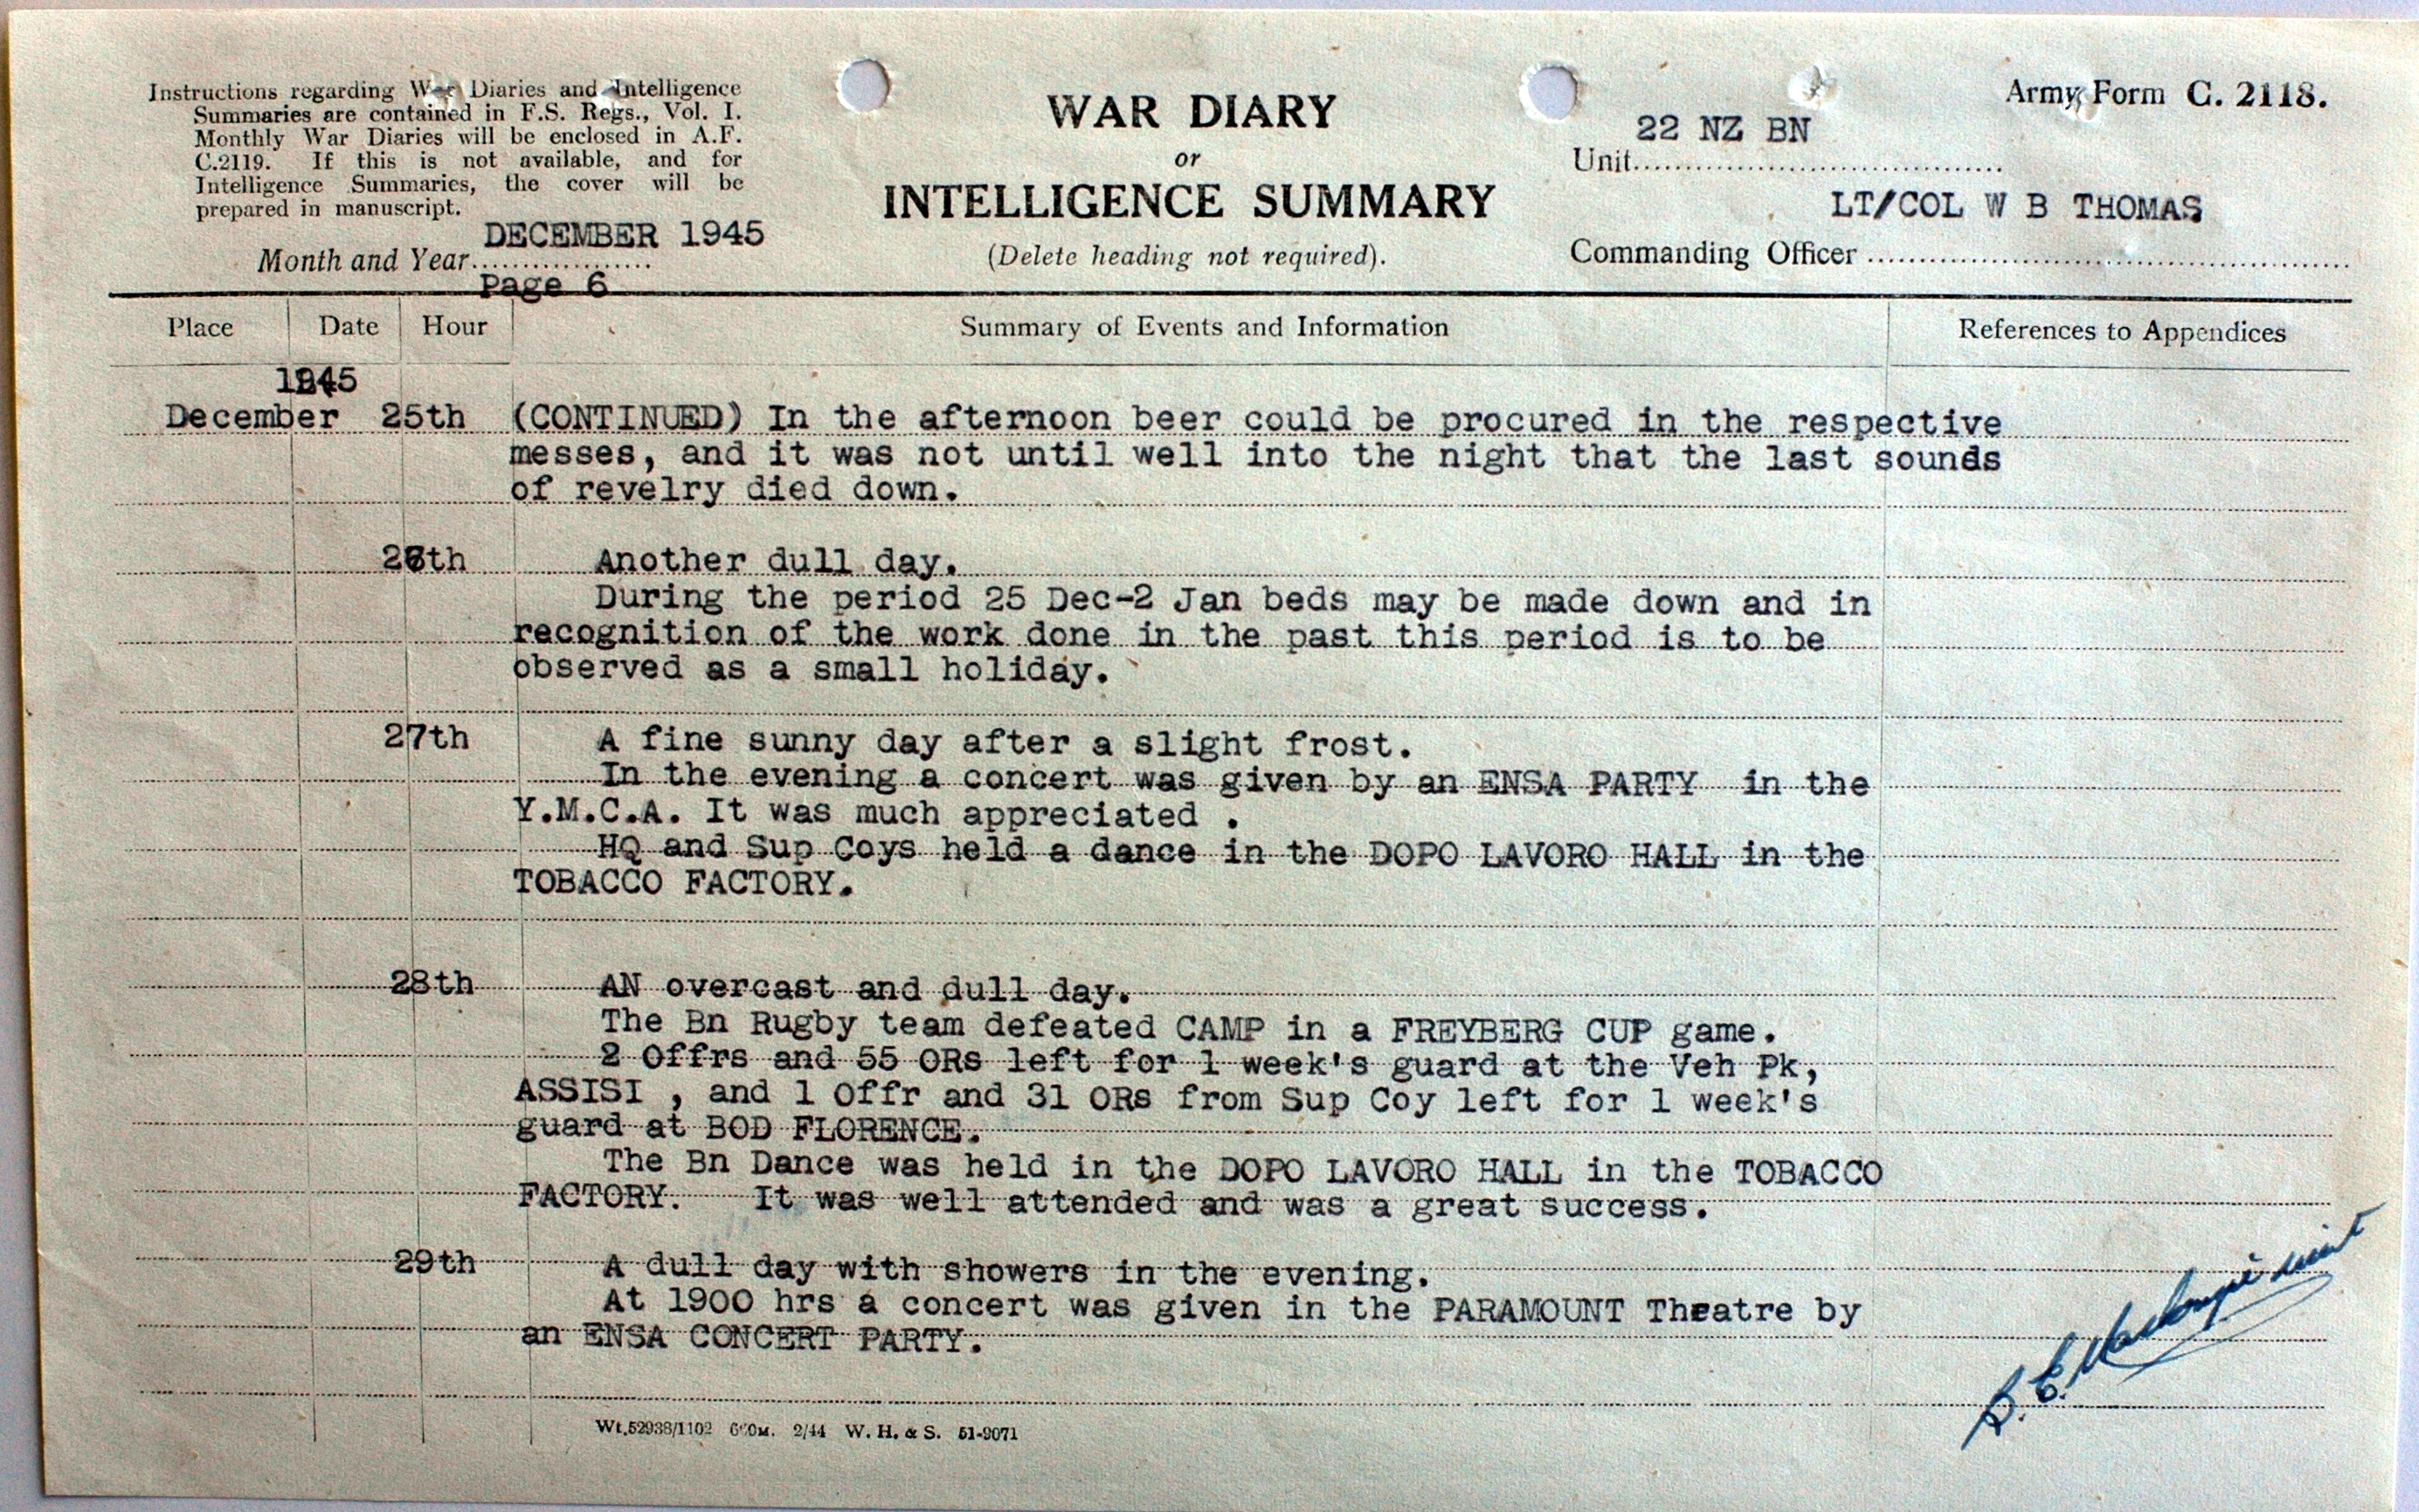 Instructions regarding War Diaries and Intelligence
Summaries are contained in F.S. Regs., Vol. I.
Monthly War Diaries will be enclosed in A.F.
C.2119. If this is not available, and for
Intelligence Summaries, the cover will be
prepared in manuscript.
DECEMBER 1945
Month and Year
Page 6
WAR DIARY
or
INTELLIGENCE SUMMARY
(Delete heading not required).
Army Form C. 2118.
22 NZ BN
Unit
LT/COL W B THOMAS
Commanding Officer
Place Date Hour Summary of Events and Information References to Appendices
1945
December 25th (CONTINUED) In the afternoon beer could be procured in the respective
messes, and it was not until well into the night that the last sounds
of revelry died down.
26th Another dull day.
During the period 25 Dec-2 Jan beds may be made down and in
recognition of the work done in the past this period is to be
observed as a small holiday.
27th A fine sunny day after a slight frost.
In the evening a concert was given by an ENSA PARTY in the
Y.M.C.A. It was much appreciated .
HQ and Sup Coys held a dance in the DOPO LAVORO HALL in the
TOBACCO FACTORY.
28th AN overcast and dull day.
The Bn Rugby team defeated CAMP in a FREYBERG CUP game.
2 Offrs and 55 ORs left for 1 week's guard at the Veh Pk,
ASSISI , and 1 Offr and 31 ORs from Sup Coy left for 1 week's
guard at BOD FLORENCE.
The Bn Dance was held in the DOPO LAVORO HALL in the TOBACCO
FACTORY. It was well attended and was a great success.
29th A dull day with showers in the evening.
At 1900 hrs a concert was given in the PARAMOUNT Theatre by
an ENSA CONCERT PARTY.
Wt.52938/1102 600M. 2/44 W. H. & S. 51-9071